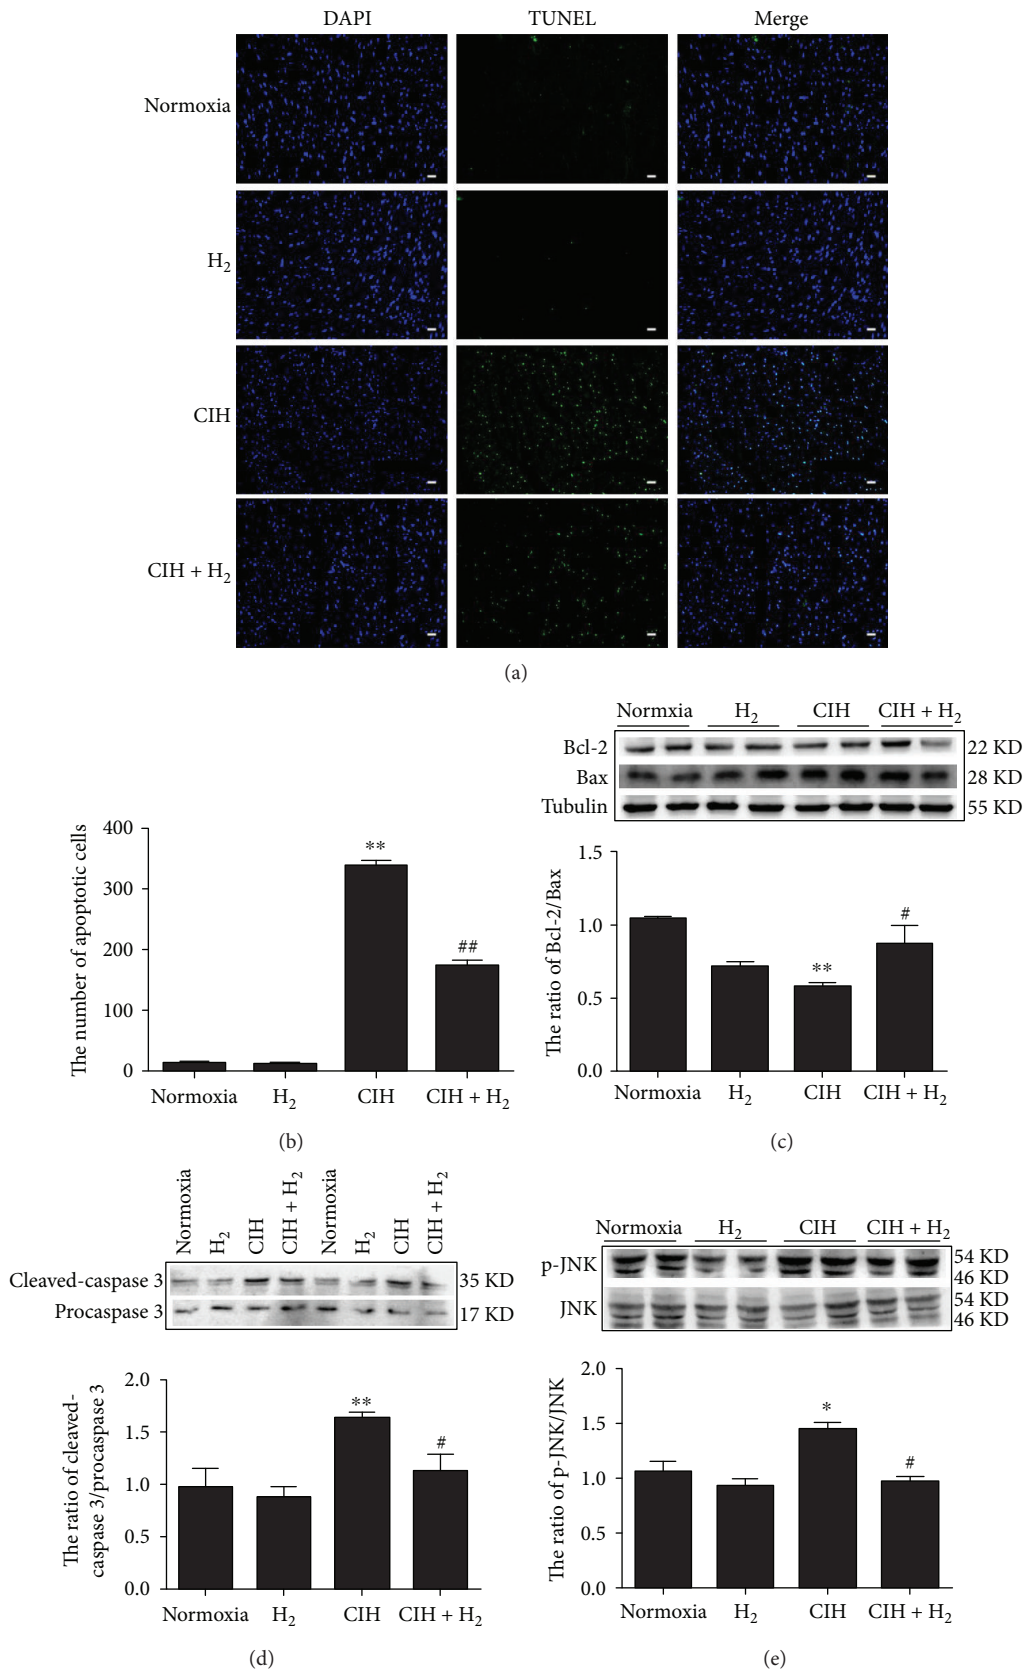 DAPI TUNEL Merge
Normoxia
H₂
CIH
CIH + H₂
(a)
Normxia H₂ CIH CIH + H₂
Bcl-2 22 KD
Bax 28 KD
Tubulin 55 KD
The number of apoptotic cells
400
300
200
100
0
**
##
Normoxia H₂ CIH CIH + H₂
(b)
The ratio of Bcl-2/Bax
1.5
1.0
0.5
0.0
**
#
Normoxia H₂ CIH CIH + H₂
(c)
Normoxia H₂ CIH CIH + H₂ Normoxia H₂ CIH CIH + H₂
Cleaved-caspase 3 35 KD
Procaspase 3 17 KD
The ratio of cleaved-
caspase 3/procaspase 3
2.0
1.5
1.0
0.5
0.0
**
#
Normoxia H₂ CIH CIH + H₂
(d)
Normoxia H₂ CIH CIH + H₂
p-JNK 54 KD
46 KD
JNK 54 KD
46 KD
The ratio of p-JNK/JNK
2.0
1.5
1.0
0.5
0.0
*
#
Normoxia H₂ CIH CIH + H₂
(e)